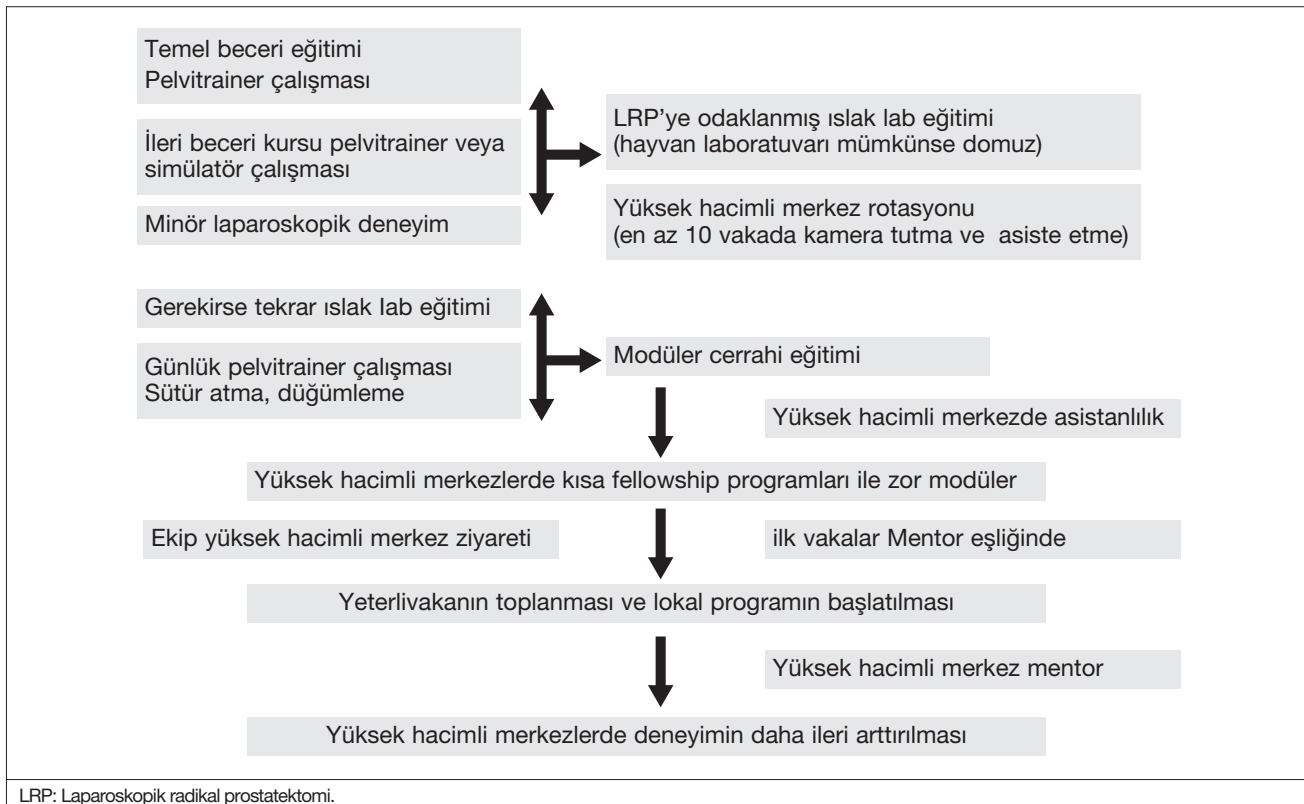 Temel beceri eğitimi
Pelvitrainer çalışması
İleri beceri kursu pelvitrainer veya
simülatör çalışması
Minör laparoskopik deneyim
LRP’ye odaklanmış ıslak lab eğitimi
(hayvan laboratuvarı mümkünse domuz)
Yüksek hacimli merkez rotasyonu
(en az 10 vakada kamera tutma ve asiste etme)
Gerekirse tekrar ıslak lab eğitimi
Günlük pelvitrainer çalışması
Sütür atma, düğümleme
Modüler cerrahi eğitimi
Yüksek hacimli merkezde asistanlılık
Yüksek hacimli merkezlerde kısa fellowship programları ile zor modüler
Ekip yüksek hacimli merkez ziyareti
ilk vakalar Mentor eşliğinde
Yeterlivakanın toplanması ve lokal programın başlatılması
Yüksek hacimli merkez mentor
Yüksek hacimli merkezlerde deneyimin daha ileri arttırılması
LRP: Laparoskopik radikal prostatektomi.